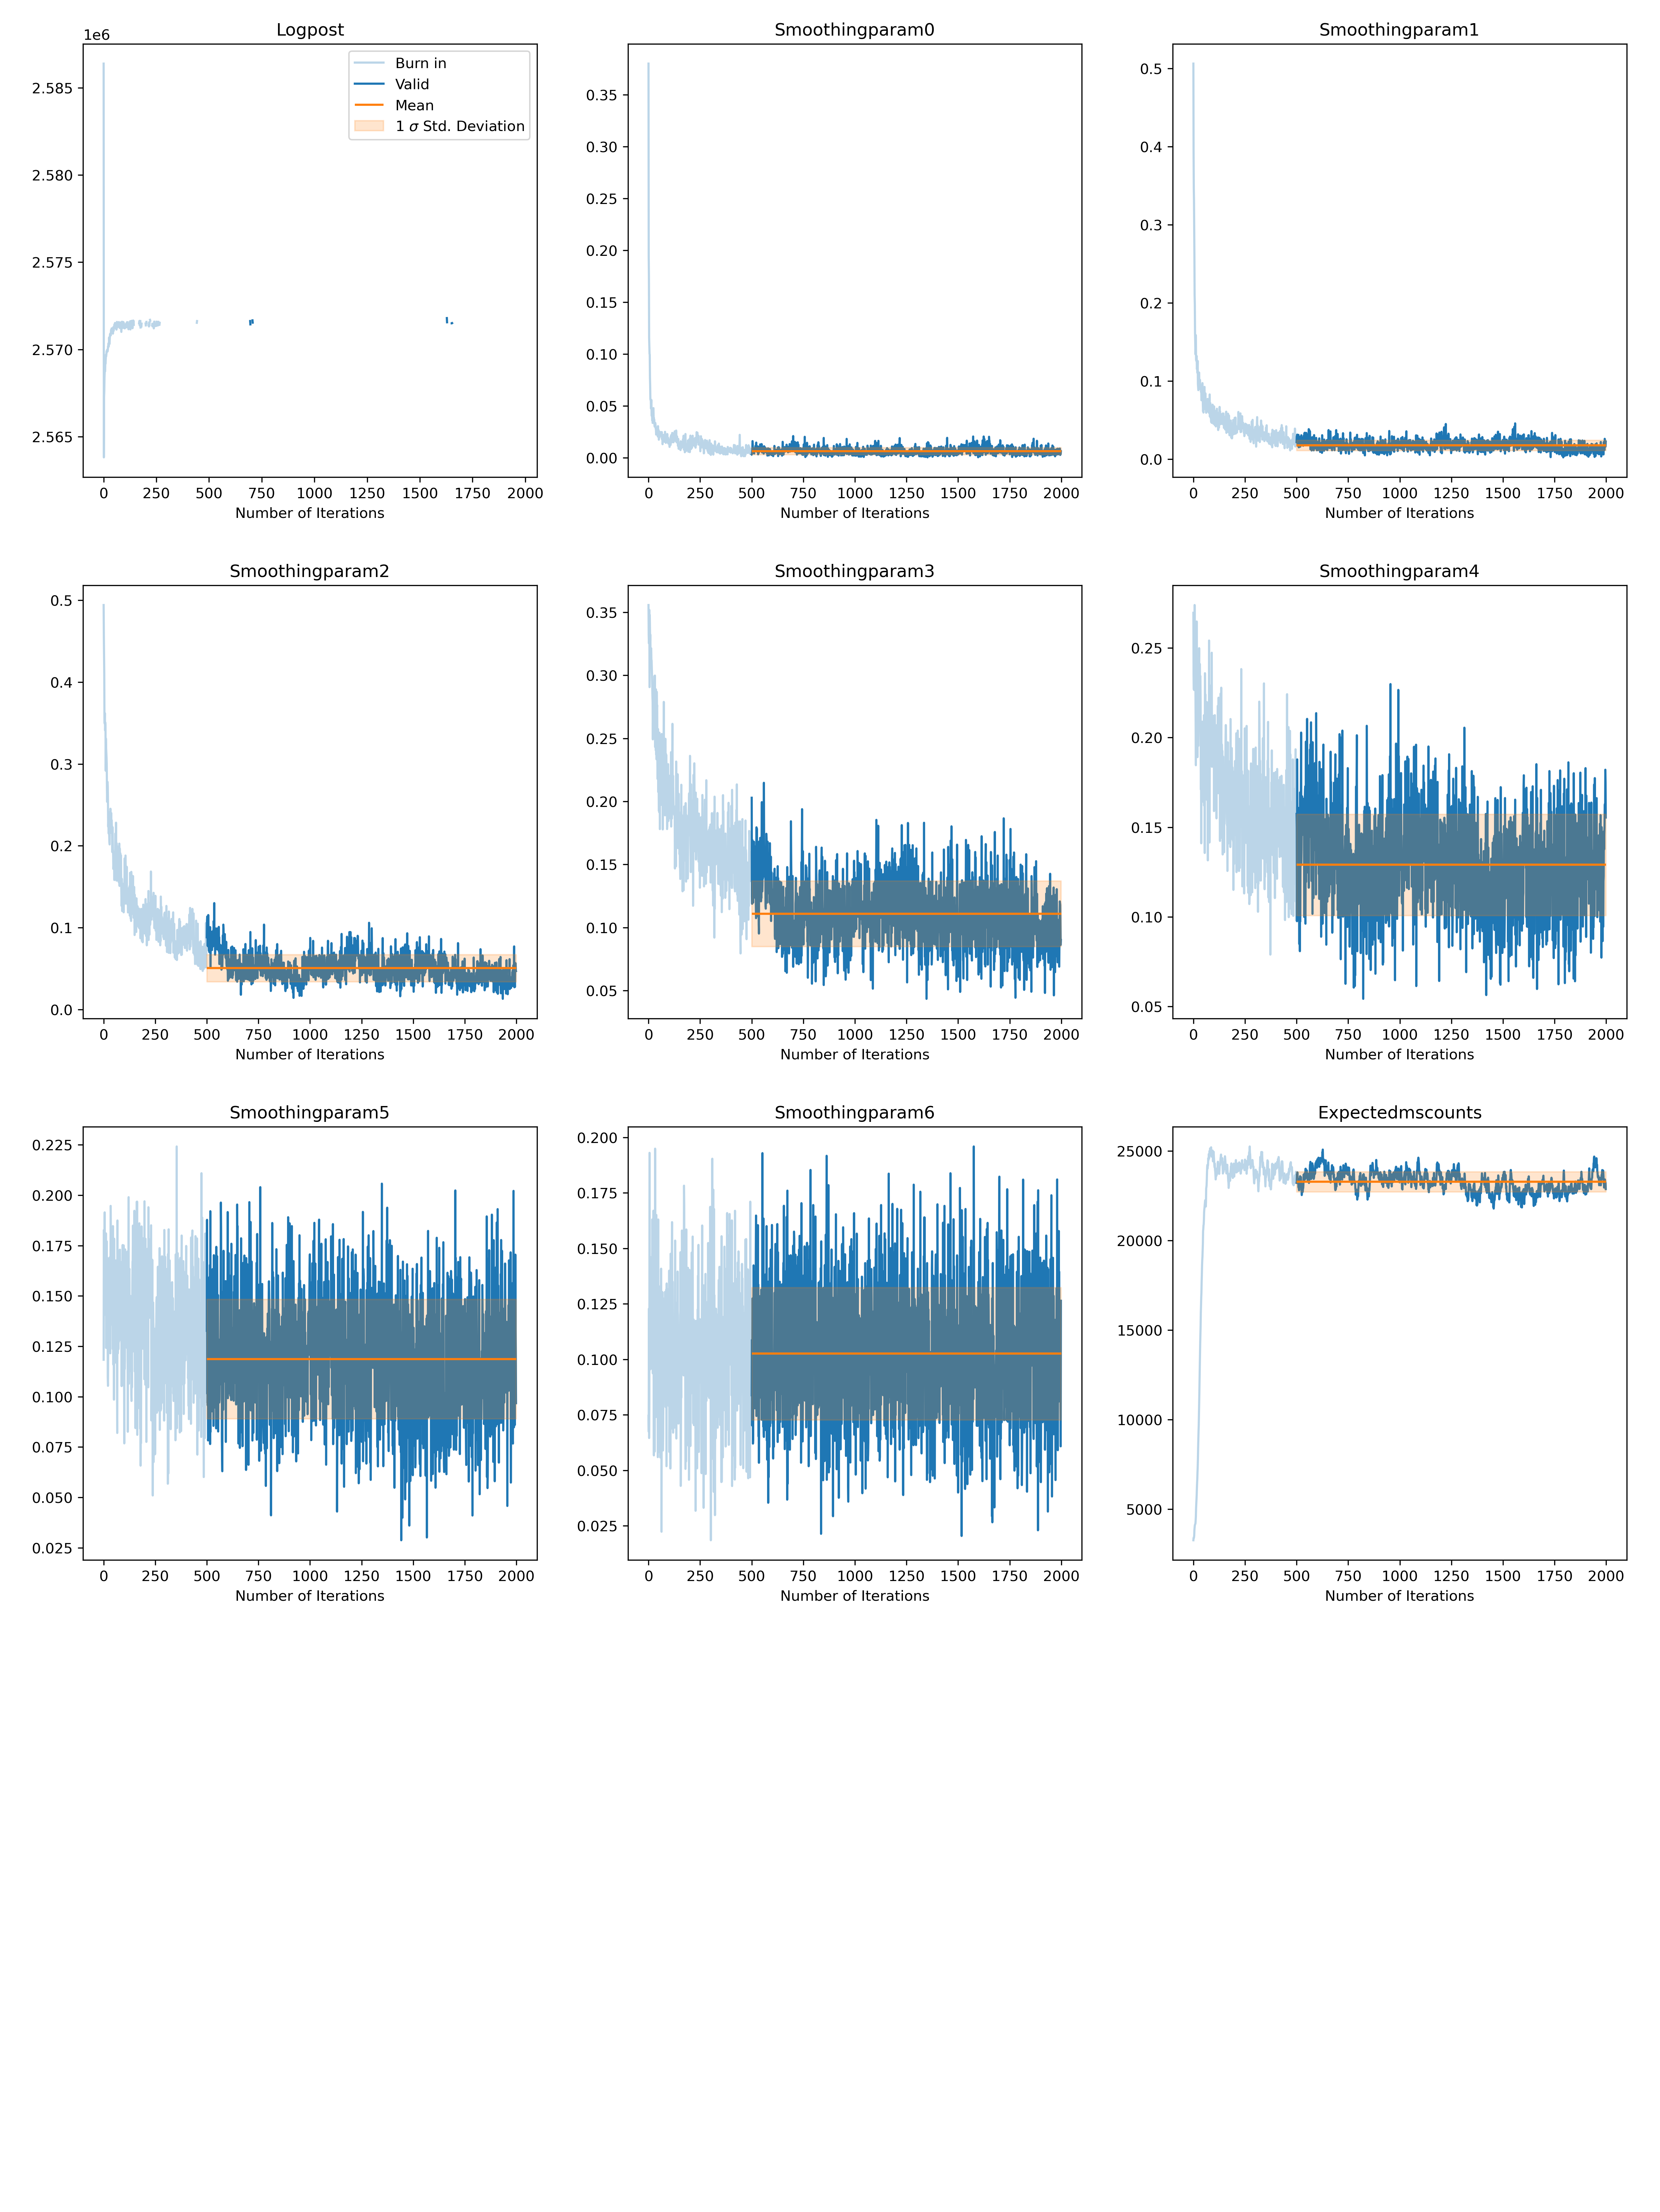 Logpost
1e6
2.585
2.580
2.575
2.570
2.565
Burn in
Valid
Mean
1 σ Std. Deviation
0 250 500 750 1000 1250 1500 1750 2000
Number of Iterations
Smoothingparam0
0.35
0.30
0.25
0.20
0.15
0.10
0.05
0.00
0 250 500 750 1000 1250 1500 1750 2000
Number of Iterations
Smoothingparam1
0.5
0.4
0.3
0.2
0.1
0.0
0 250 500 750 1000 1250 1500 1750 2000
Number of Iterations
Smoothingparam2
0.5
0.4
0.3
0.2
0.1
0.0
0 250 500 750 1000 1250 1500 1750 2000
Number of Iterations
Smoothingparam3
0.35
0.30
0.25
0.20
0.15
0.10
0.05
0 250 500 750 1000 1250 1500 1750 2000
Number of Iterations
Smoothingparam4
0.25
0.20
0.15
0.10
0.05
0 250 500 750 1000 1250 1500 1750 2000
Number of Iterations
Smoothingparam5
0.225
0.200
0.175
0.150
0.125
0.100
0.075
0.050
0.025
0 250 500 750 1000 1250 1500 1750 2000
Number of Iterations
Smoothingparam6
0.200
0.175
0.150
0.125
0.100
0.075
0.050
0.025
0 250 500 750 1000 1250 1500 1750 2000
Number of Iterations
Expectedmscounts
25000
20000
15000
10000
5000
0 250 500 750 1000 1250 1500 1750 2000
Number of Iterations